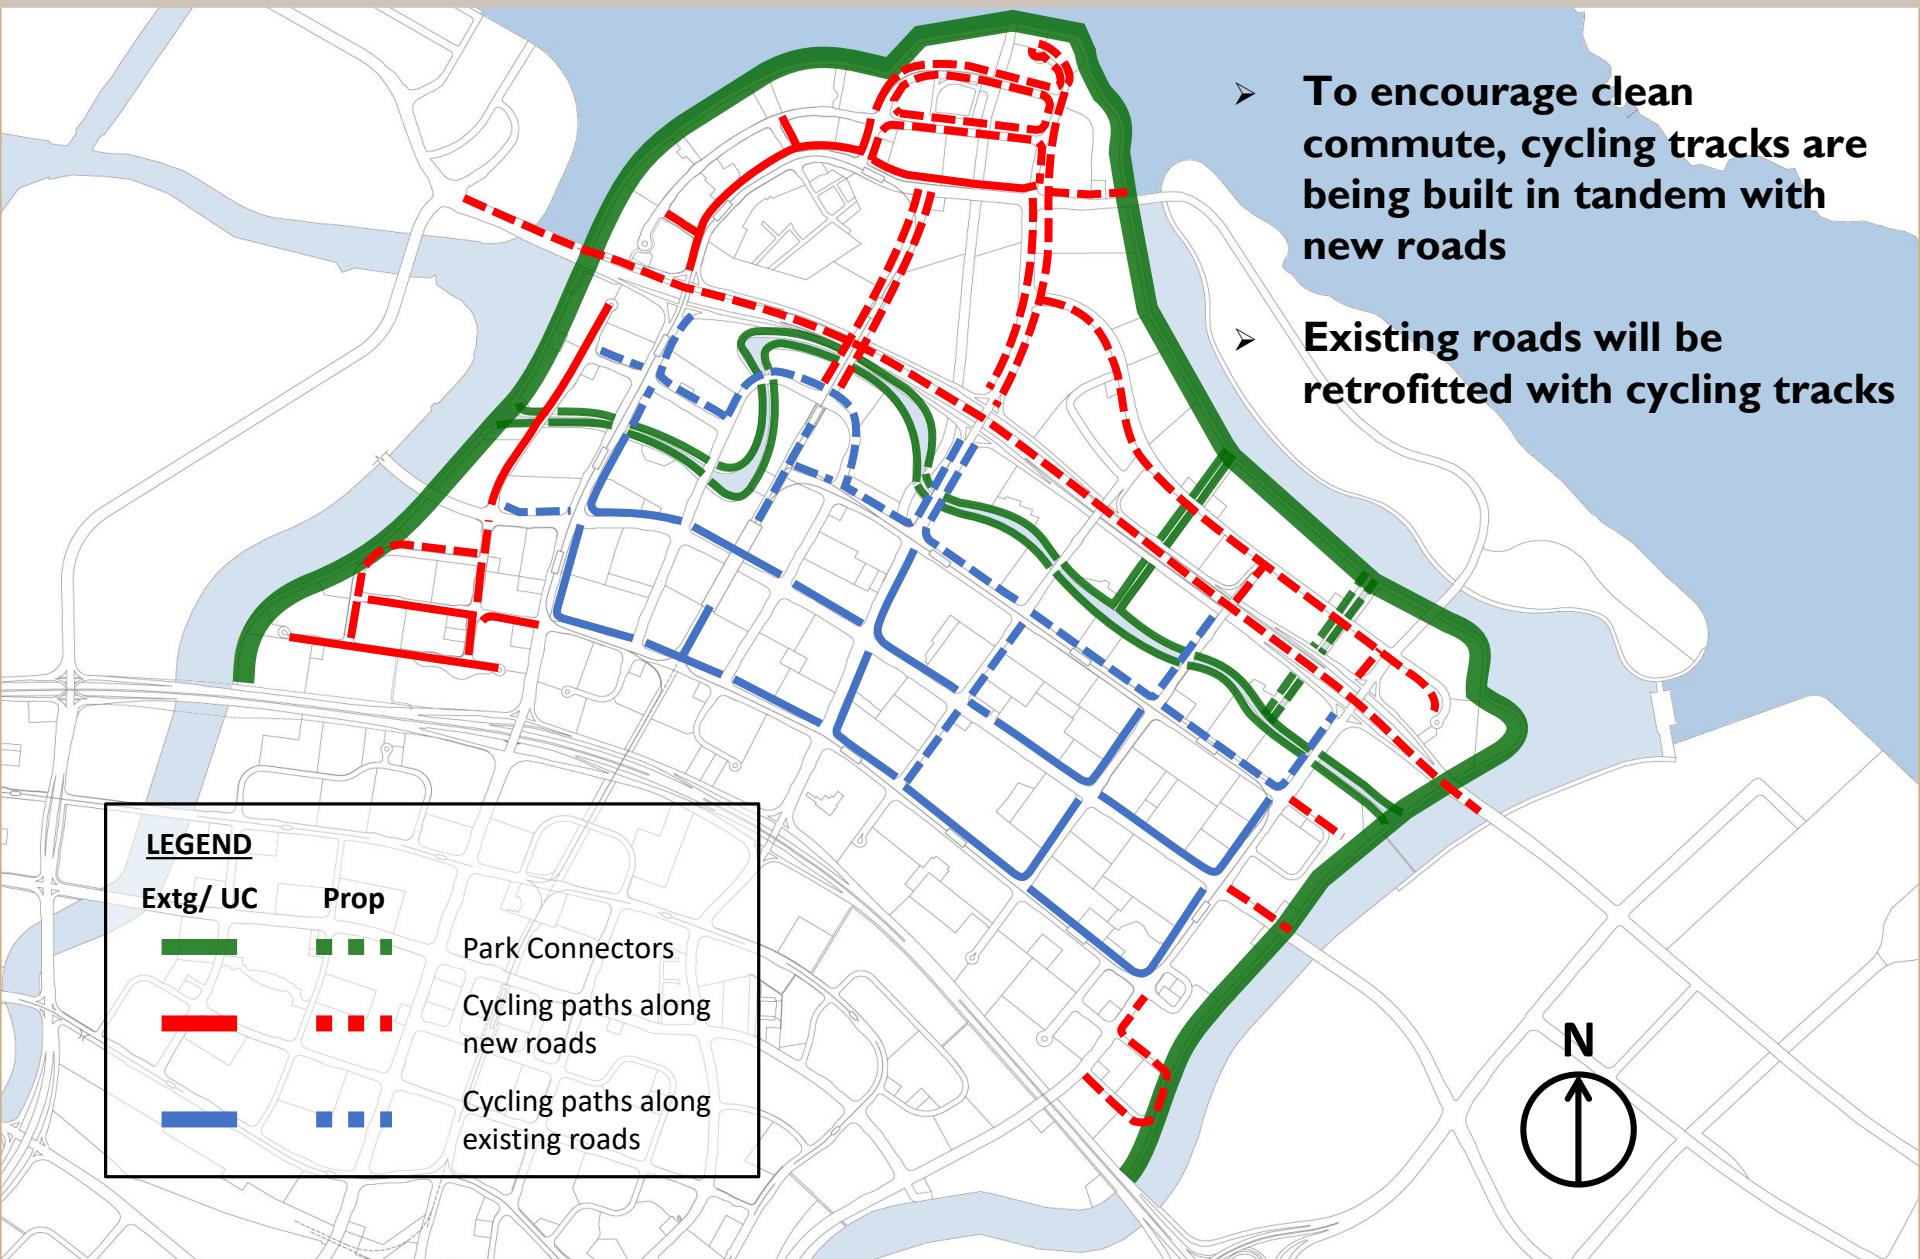 ➢ To encourage clean
commute, cycling tracks are
being built in tandem with
new roads
➢ Existing roads will be
retrofitted with cycling tracks
LEGEND
Extg/ UC Prop
Park Connectors
Cycling paths along
new roads
Cycling paths along
existing roads
N